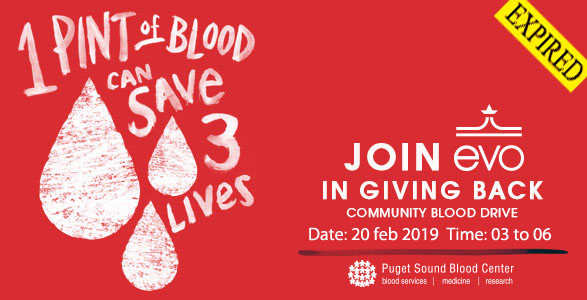 1 PINT of BLOOD
CAN
SAVE
3
LIVES
EXPIRED
JOIN evo
IN GIVING BACK
COMMUNITY BLOOD DRIVE
Date: 20 feb 2019 Time: 03 to 06
Puget Sound Blood Center
blood services | medicine | research